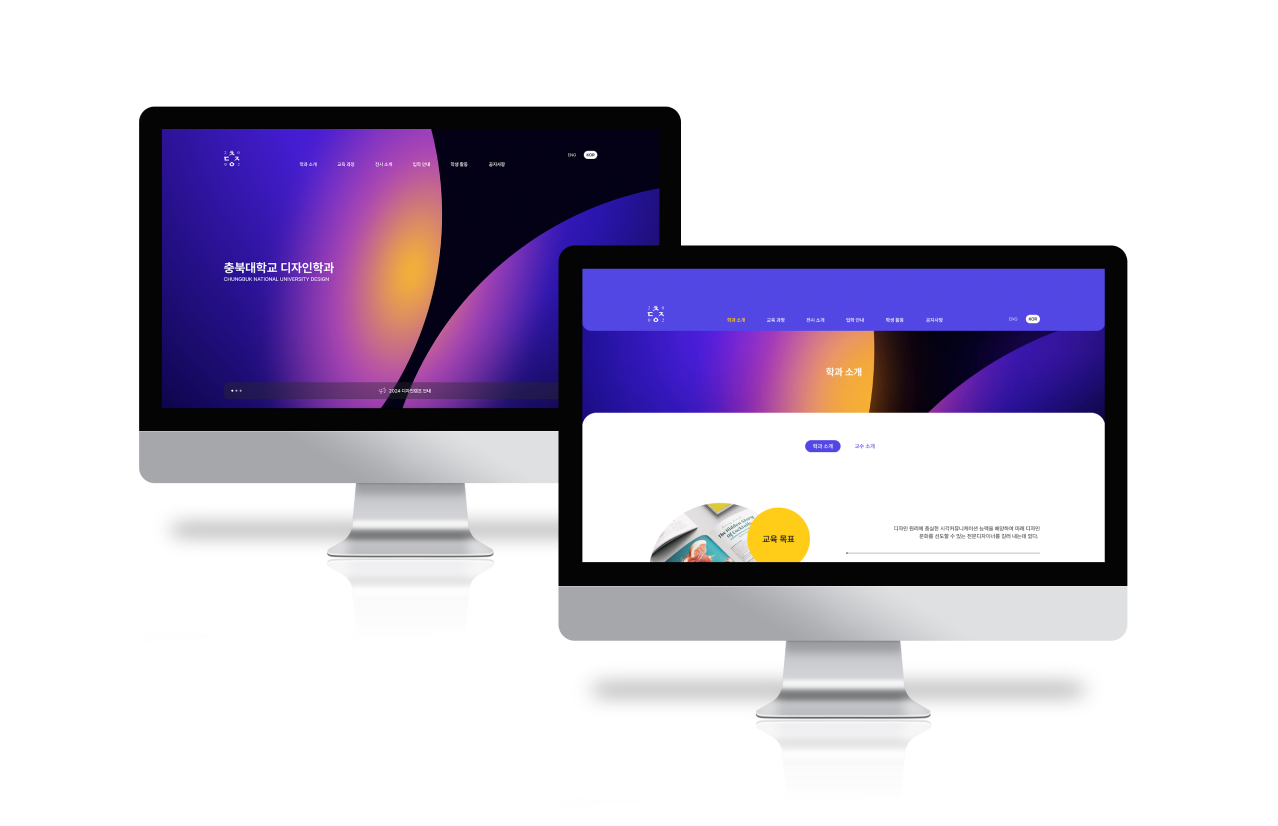 학과 소개 교육 과정 전시 소개 입학 안내 학생 활동 공지사항
ENG KOR
충북대학교 디자인학과
CHUNGBUK NATIONAL UNIVERSITY DESIGN
2024 디자인캠프 안내
학과 소개 교육 과정 전시 소개 입학 안내 학생 활동 공지사항
ENG KOR
학과 소개
학과 소개 교수 소개
The Hidden Story
of Cocktails
교육 목표
디자인 원리에 충실한 시각커뮤니케이션 능력을 배양하여 미래 디자인
문화를 선도할 수 있는 전문디자이너를 길러 내는데 있다.